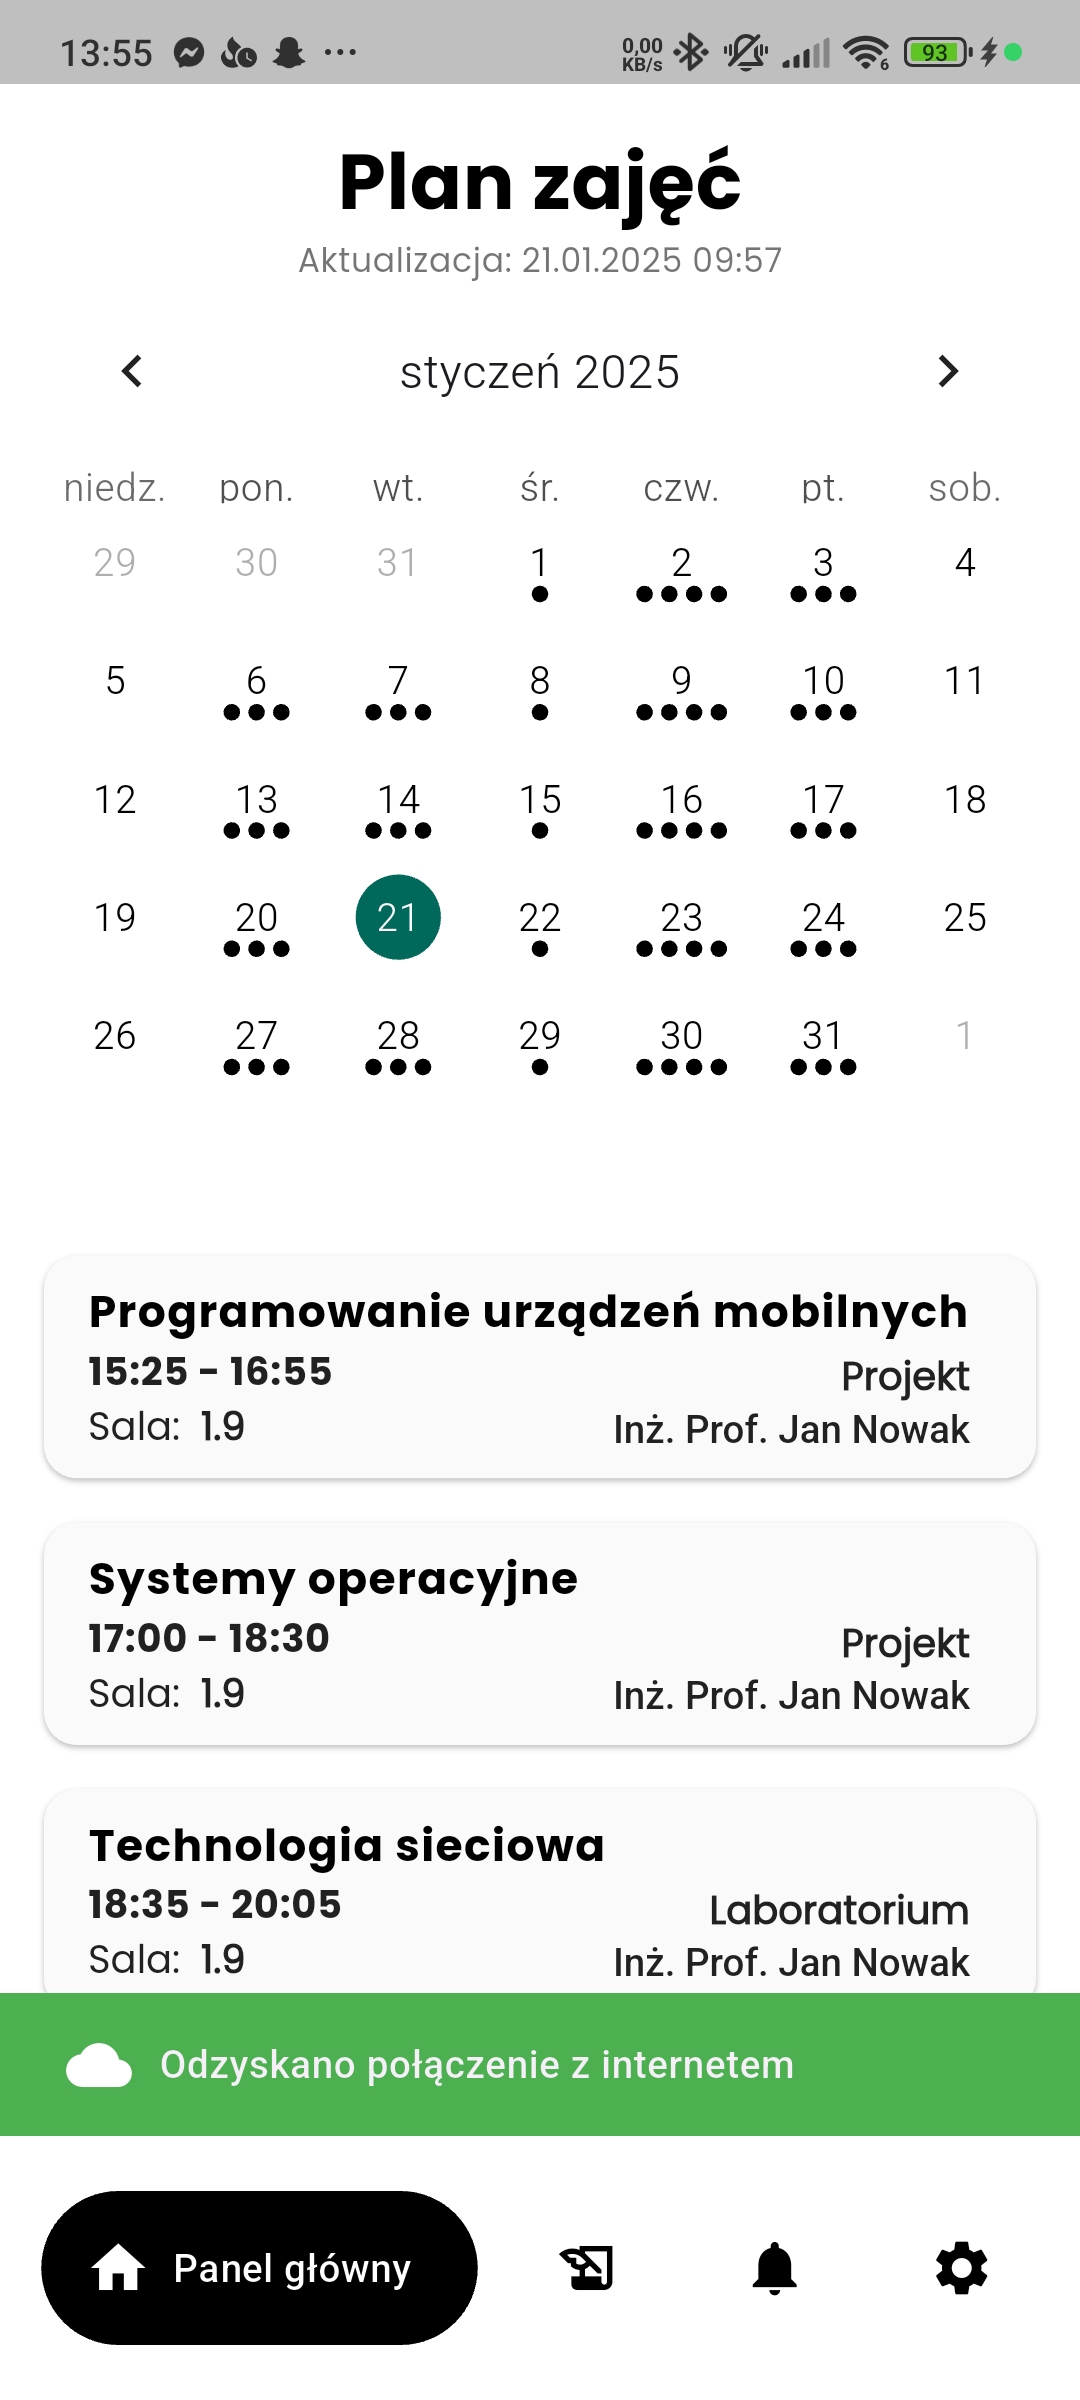 13:55 0,00 KB/s 6 93
Plan zajęć
Aktualizacja: 21.01.2025 09:57
styczeń 2025
niedz. pon. wt. śr. czw. pt. sob.
29 30 31 1 2 3 4
5 6 7 8 9 10 11
12 13 14 15 16 17 18
19 20 21 22 23 24 25
26 27 28 29 30 31 1
Programowanie urządzeń mobilnych
15:25 - 16:55 Projekt
Sala: 1.9 Inż. Prof. Jan Nowak
Systemy operacyjne
17:00 - 18:30 Projekt
Sala: 1.9 Inż. Prof. Jan Nowak
Technologia sieciowa
18:35 - 20:05 Laboratorium
Sala: 1.9 Inż. Prof. Jan Nowak
Odzyskano połączenie z internetem
Panel główny